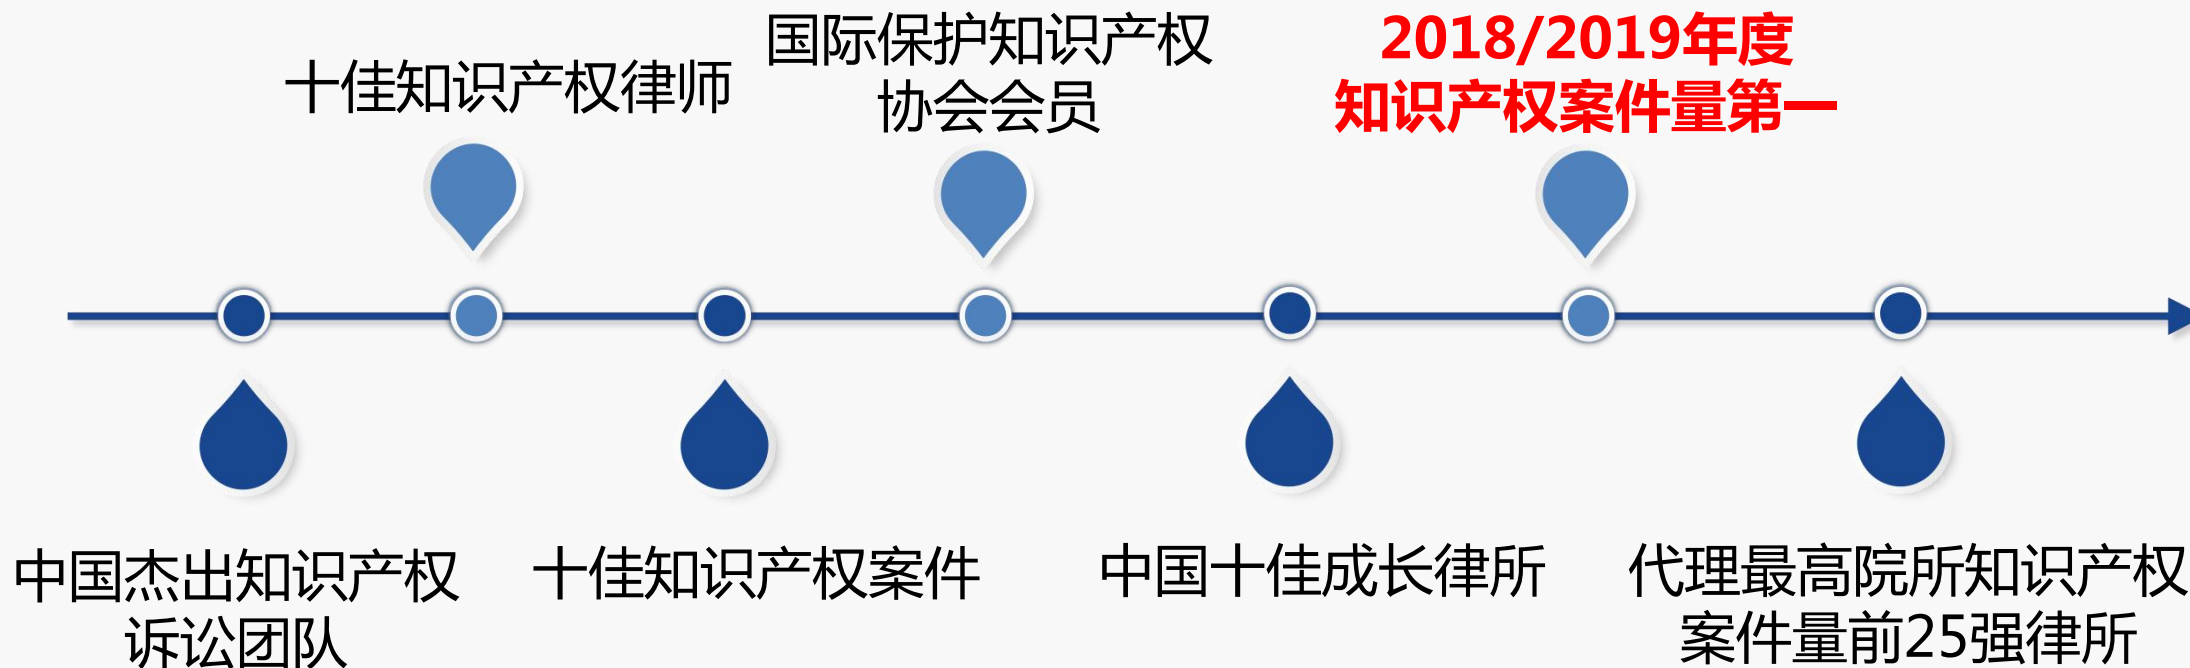 十佳知识产权律师
国际保护知识产权
协会会员
2018/2019年度
知识产权案件量第一
中国杰出知识产权
诉讼团队
十佳知识产权案件
中国十佳成长律所
代理最高院所知识产权
案件量前25强律所